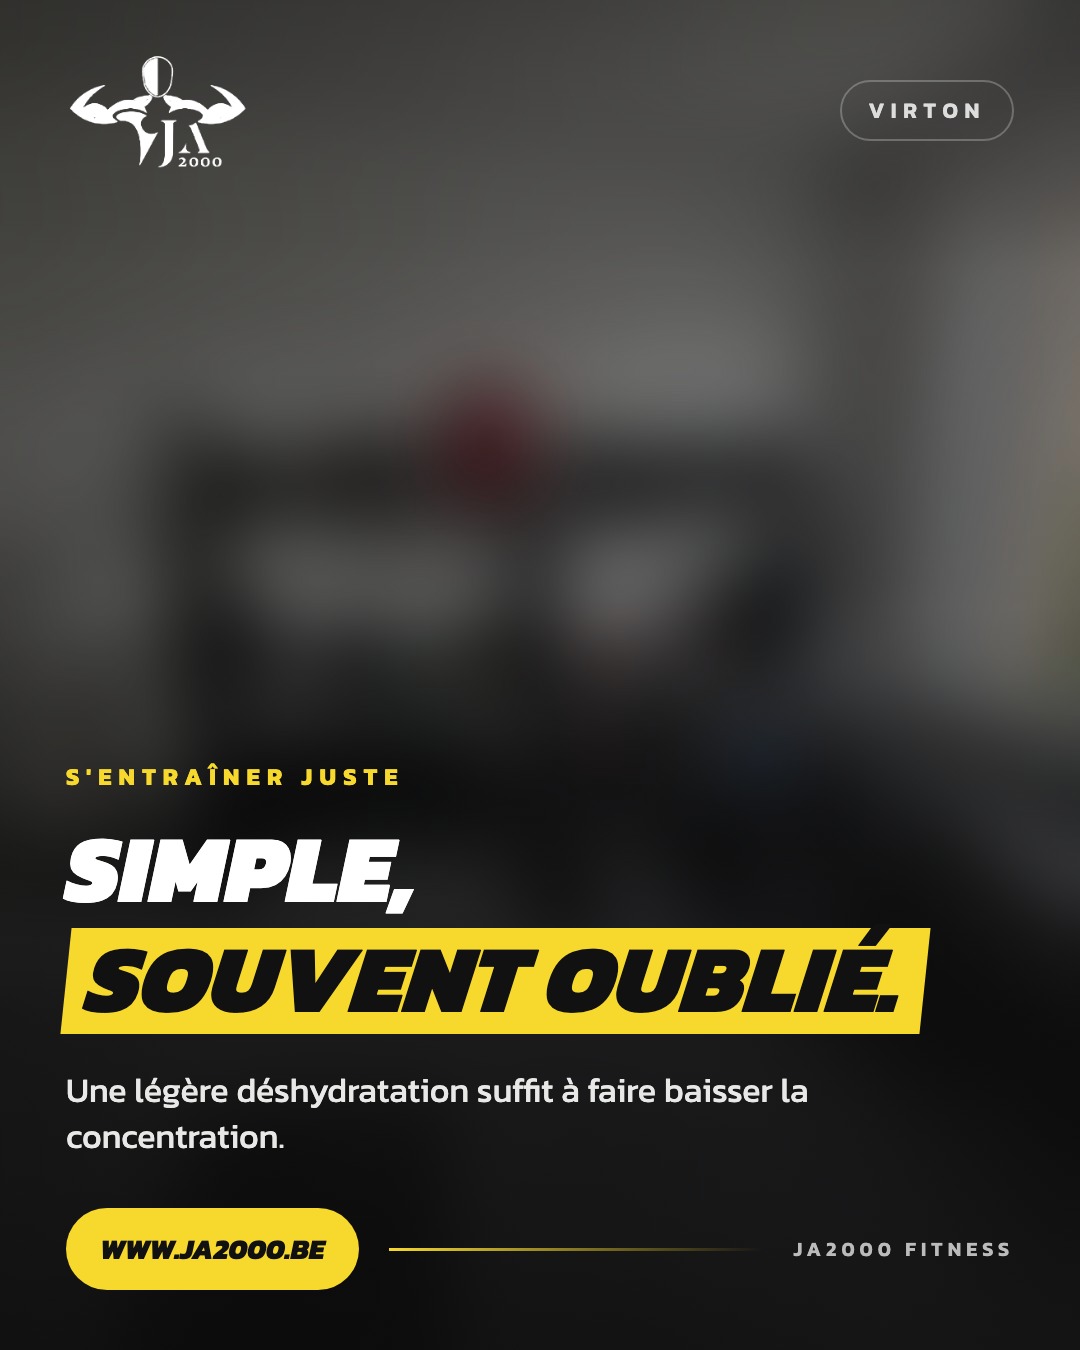 JA
2000
VIRTON
S'ENTRAÎNER JUSTE
SIMPLE,
SOUVENT OUBLIÉ.
Une légère déshydratation suffit à faire baisser la
concentration.
WWW.JA2000.BE
JA2000 FITNESS